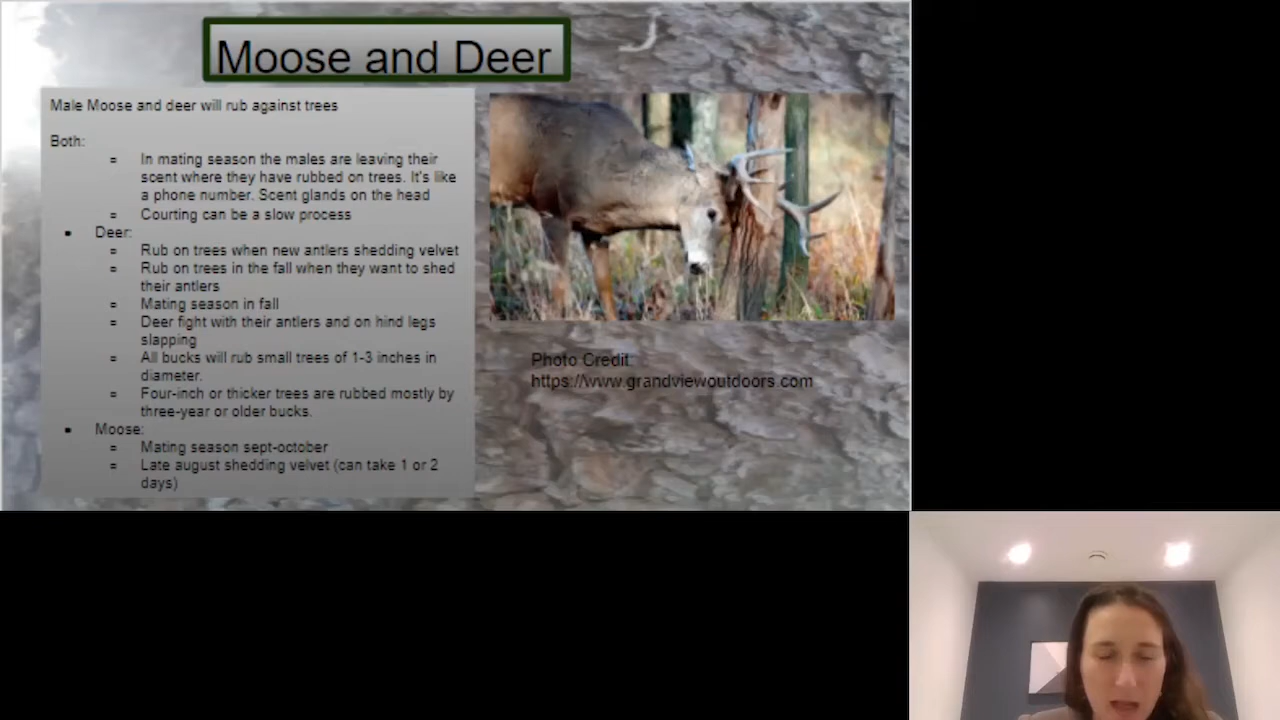 Moose and Deer
Male Moose and deer will rub against trees
Both:
In mating season the males are leaving their
scent where they have rubbed on trees. It's like
a phone number. Scent glands on the head
Courting can be a slow process
Deer:
Rub on trees when new antlers shedding velvet
Rub on trees in the fall when they want to shed
their antlers
Mating season in fall
Deer fight with their antlers and on hind legs
slapping
All bucks will rub small trees of 1-3 inches in
diameter.
Four-inch or thicker trees are rubbed mostly by
three-year or older bucks.
Moose:
Mating season sept-october
Late august shedding velvet (can take 1 or 2
days)
Photo Credit:
https://www.grandviewoutdoors.com